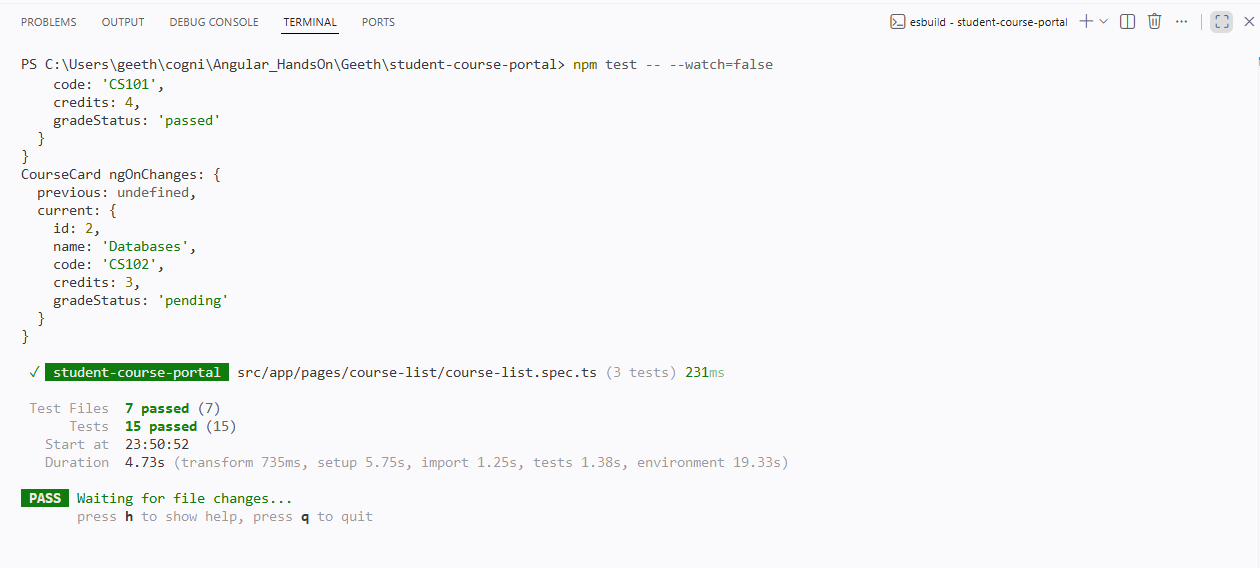 PROBLEMS OUTPUT DEBUG CONSOLE TERMINAL PORTS esbuild - student-course-portal
PS C:\Users\geeth\cogni\Angular_HandsOn\Geeth\student-course-portal> npm test -- --watch=false
    code: 'CS101',
    credits: 4,
    gradeStatus: 'passed'
  }
}
CourseCard ngOnChanges: {
  previous: undefined,
  current: {
    id: 2,
    name: 'Databases',
    code: 'CS102',
    credits: 3,
    gradeStatus: 'pending'
  }
}
✓ student-course-portal src/app/pages/course-list/course-list.spec.ts (3 tests) 231ms
Test Files 7 passed (7)
Tests 15 passed (15)
Start at 23:50:52
Duration 4.73s (transform 735ms, setup 5.75s, import 1.25s, tests 1.38s, environment 19.33s)
PASS Waiting for file changes...
press h to show help, press q to quit